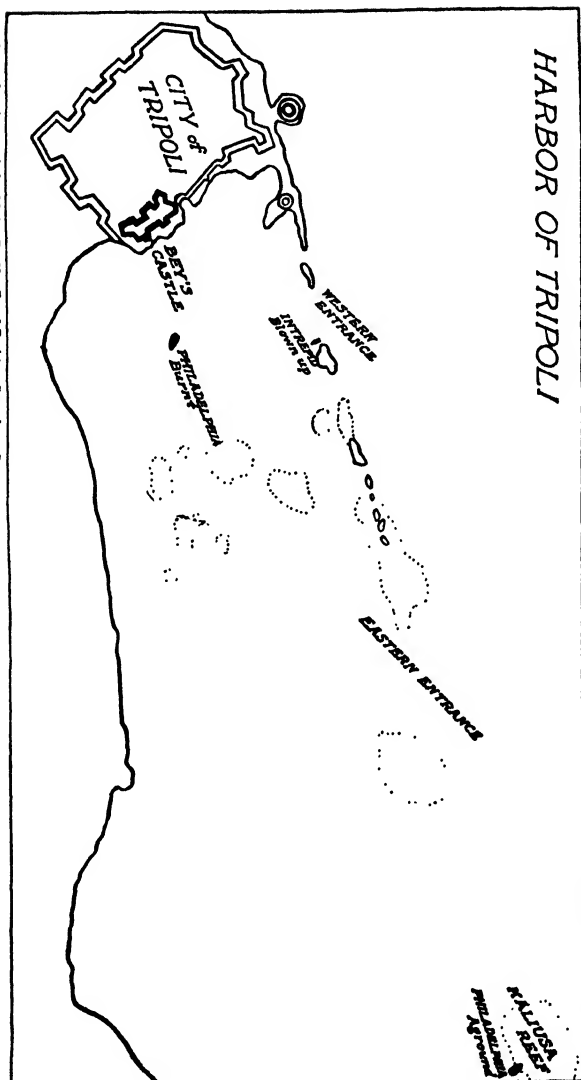 HARBOR OF TRIPOLI
CITY of
TRIPOLI
BEY'S
CASTLE
WESTERN
ENTRANCE
INTREPID
Blown up
PHILADELPHIA
Burnt
EASTERN ENTRANCE
KALIUSA
REEF
PHILADELPHIA
Aground